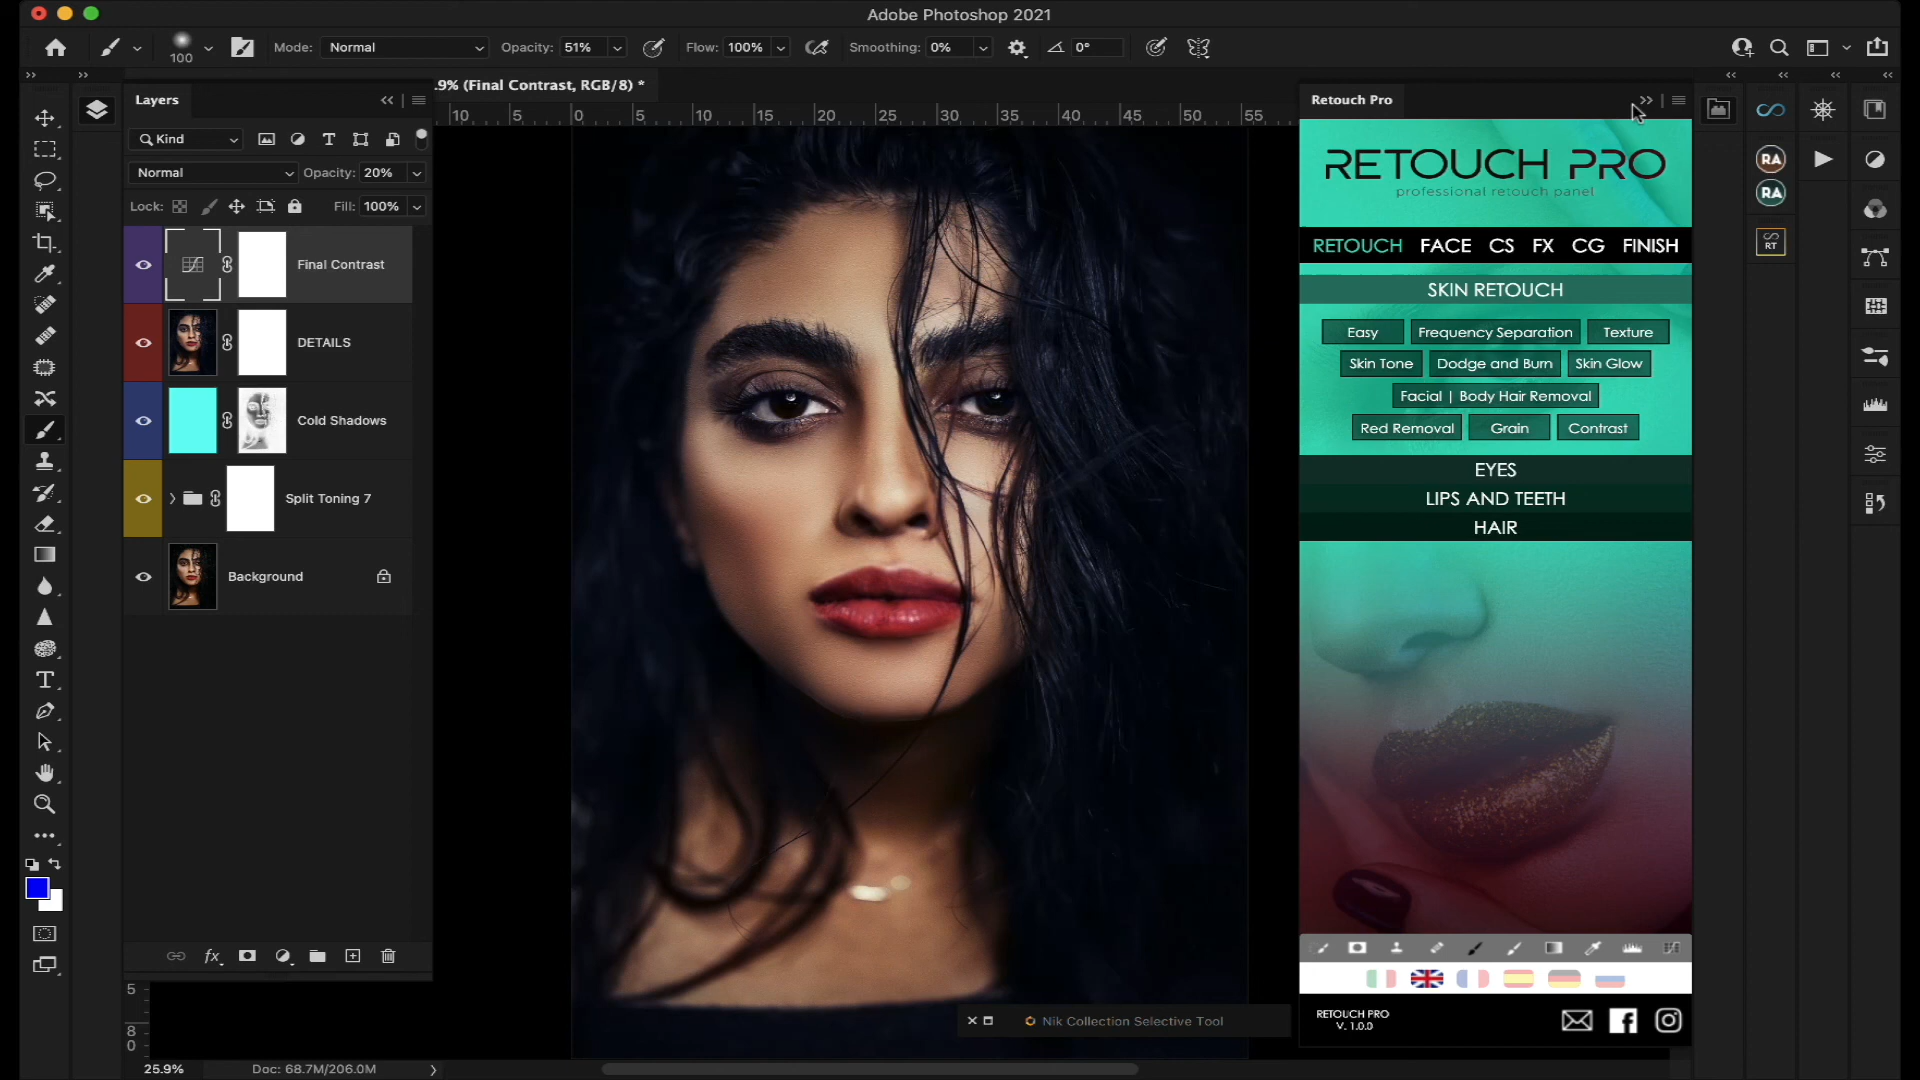 Adobe Photoshop 2021
100
Mode: Normal
Opacity: 51%
Flow: 100%
Smoothing: 0%
0°
Layers
.9% (Final Contrast, RGB/8) *
10 5 0 5 10 15 20 25 30 35 40 45 50 55
Kind
Normal
Opacity: 20%
Lock:
Fill: 100%
Final Contrast
DETAILS
Cold Shadows
Split Toning 7
Background
fx
5
8
0
25.9%
Doc: 68.7M/206.0M
Nik Collection Selective Tool
Retouch Pro
RETOUCH PRO
professional retouch panel
RETOUCH FACE CS FX CG FINISH
SKIN RETOUCH
Easy Frequency Separation Texture
Skin Tone Dodge and Burn Skin Glow
Facial | Body Hair Removal
Red Removal Grain Contrast
EYES
LIPS AND TEETH
HAIR
RETOUCH PRO
V. 1.0.0
RA
RA
RT